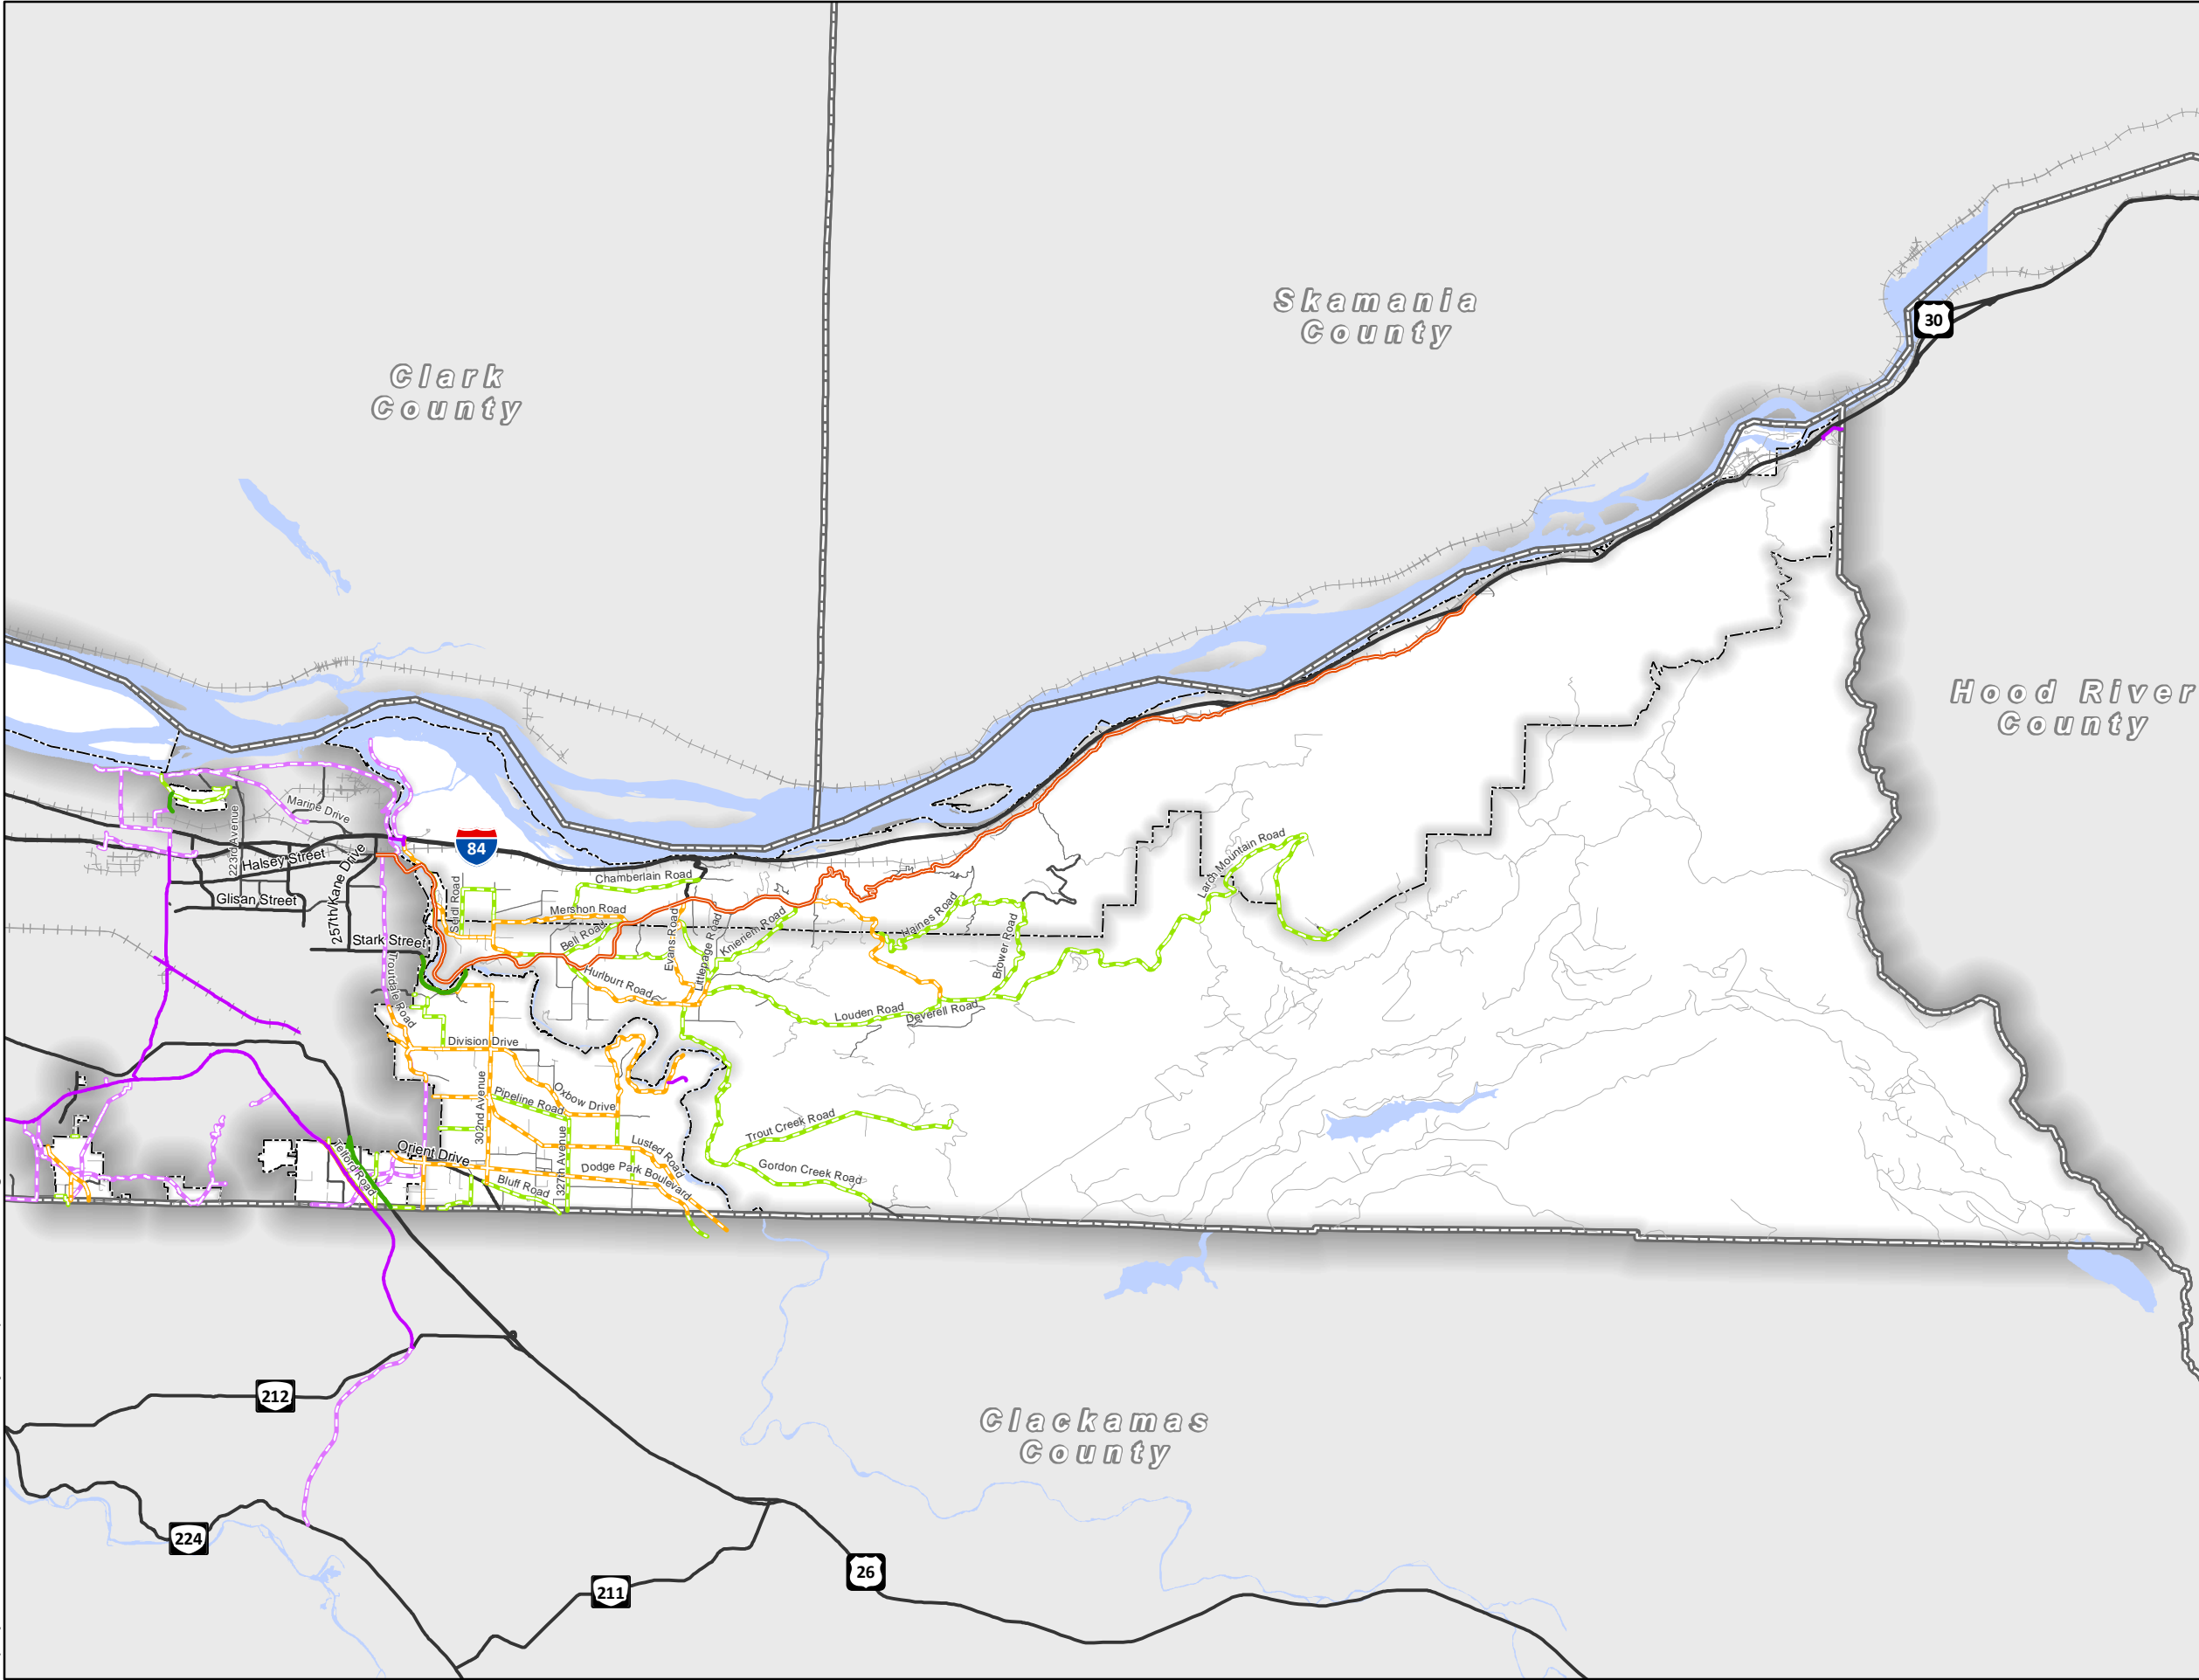 Skamania
County
30
Clark
County
Hood River
County
Marine Drive
223rd Avenue
Halsey Street
257th/Kane Drive
84
Glisan Street
Stark Street
Troutdale Road
Seidl Road
Chamberlain Road
Mershon Road
Bell Road
Evans Road
Littlepage Road
Knieriem Road
Hurlburt Road
Haines Road
Larch Mountain Road
Brower Road
Louden Road
Deverell Road
Division Drive
302nd Avenue
Pipeline Road
Oxbow Drive
327th Avenue
Trout Creek Road
Orient Drive
Telford Road
Lusted Road
Dodge Park Boulevard
Bluff Road
Gordon Creek Road
212
Clackamas
County
224
211
26